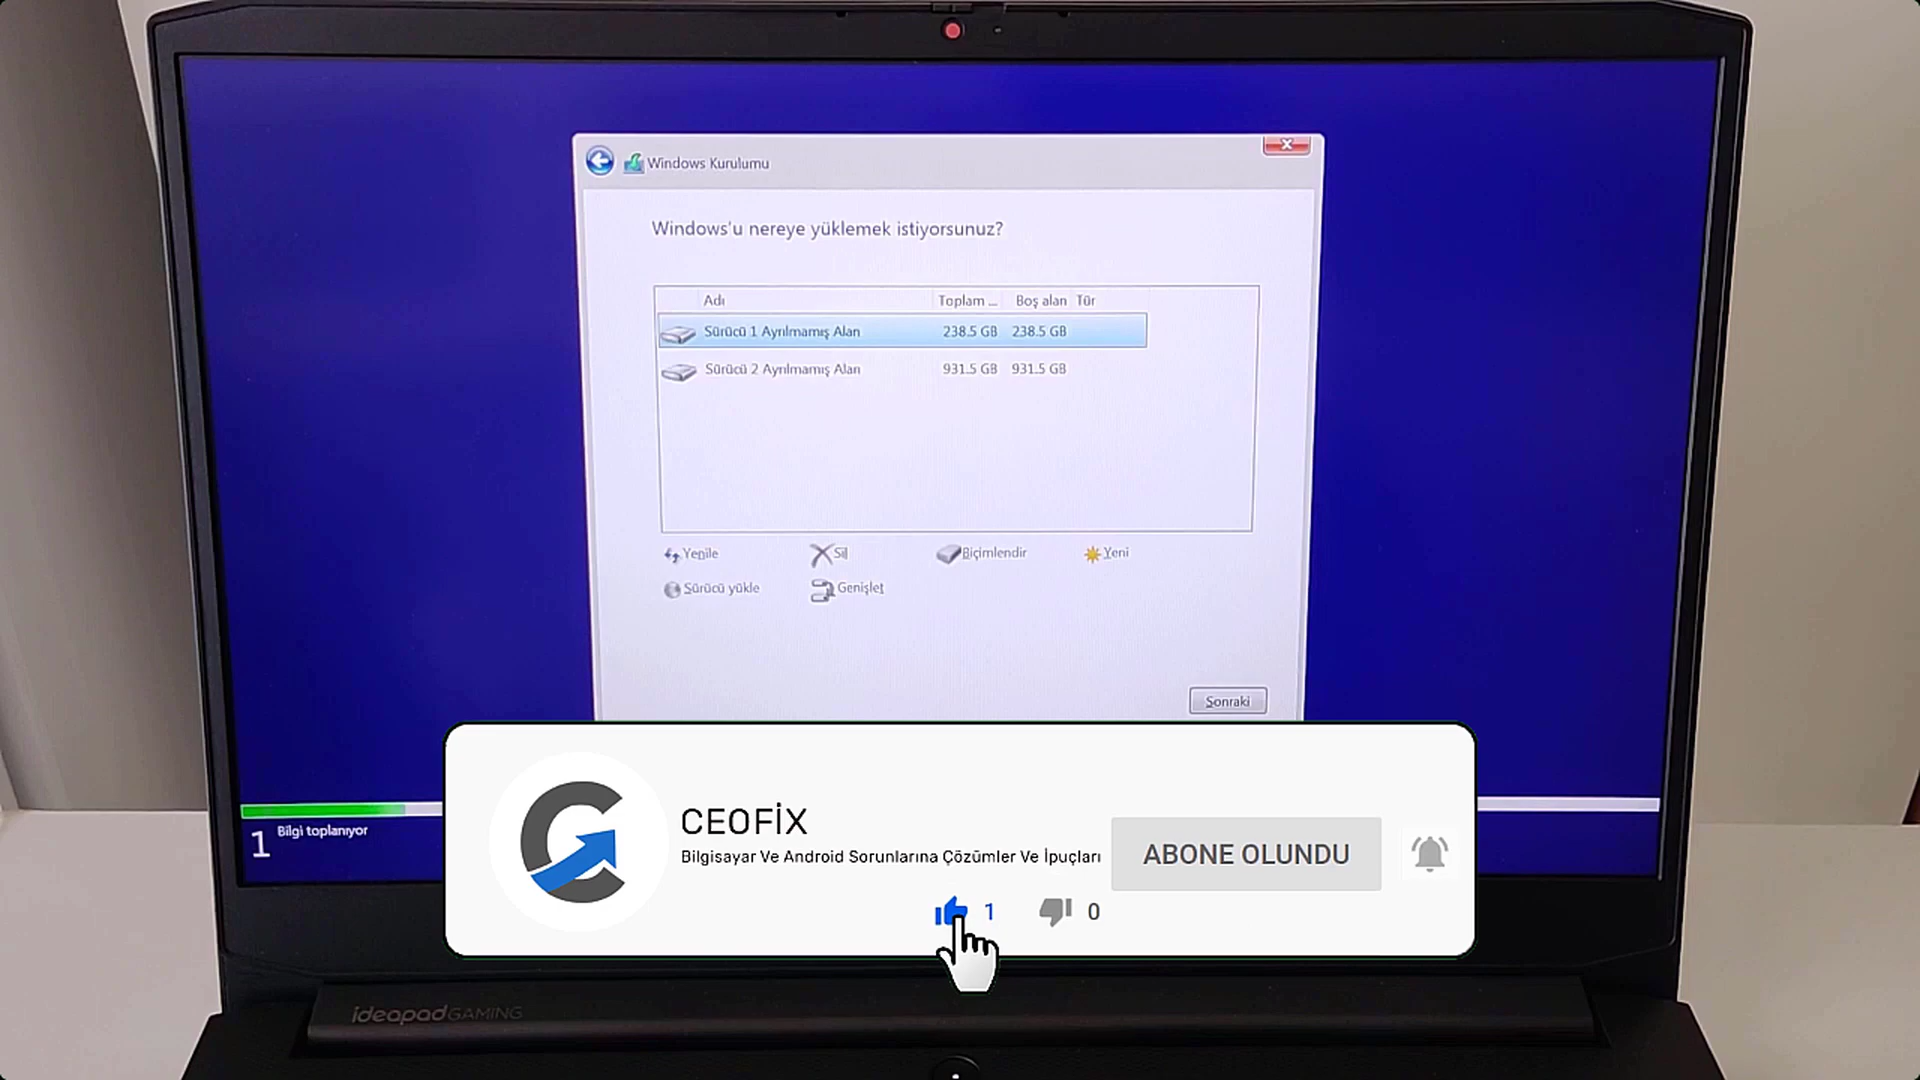 Windows Kurulumu
Windows'u nereye yüklemek istiyorsunuz?
Adı Toplam ... Boş alan Tür
Sürücü 1 Ayrılmamış Alan 238.5 GB 238.5 GB
Sürücü 2 Ayrılmamış Alan 931.5 GB 931.5 GB
Yenile Sil Biçimlendir Yeni
Sürücü yükle Genişlet
Sonraki
1 Bilgi toplanıyor
CEOFİX
Bilgisayar Ve Android Sorunlarına Çözümler Ve İpuçları
ABONE OLUNDU
1 0
ideapad GAMING